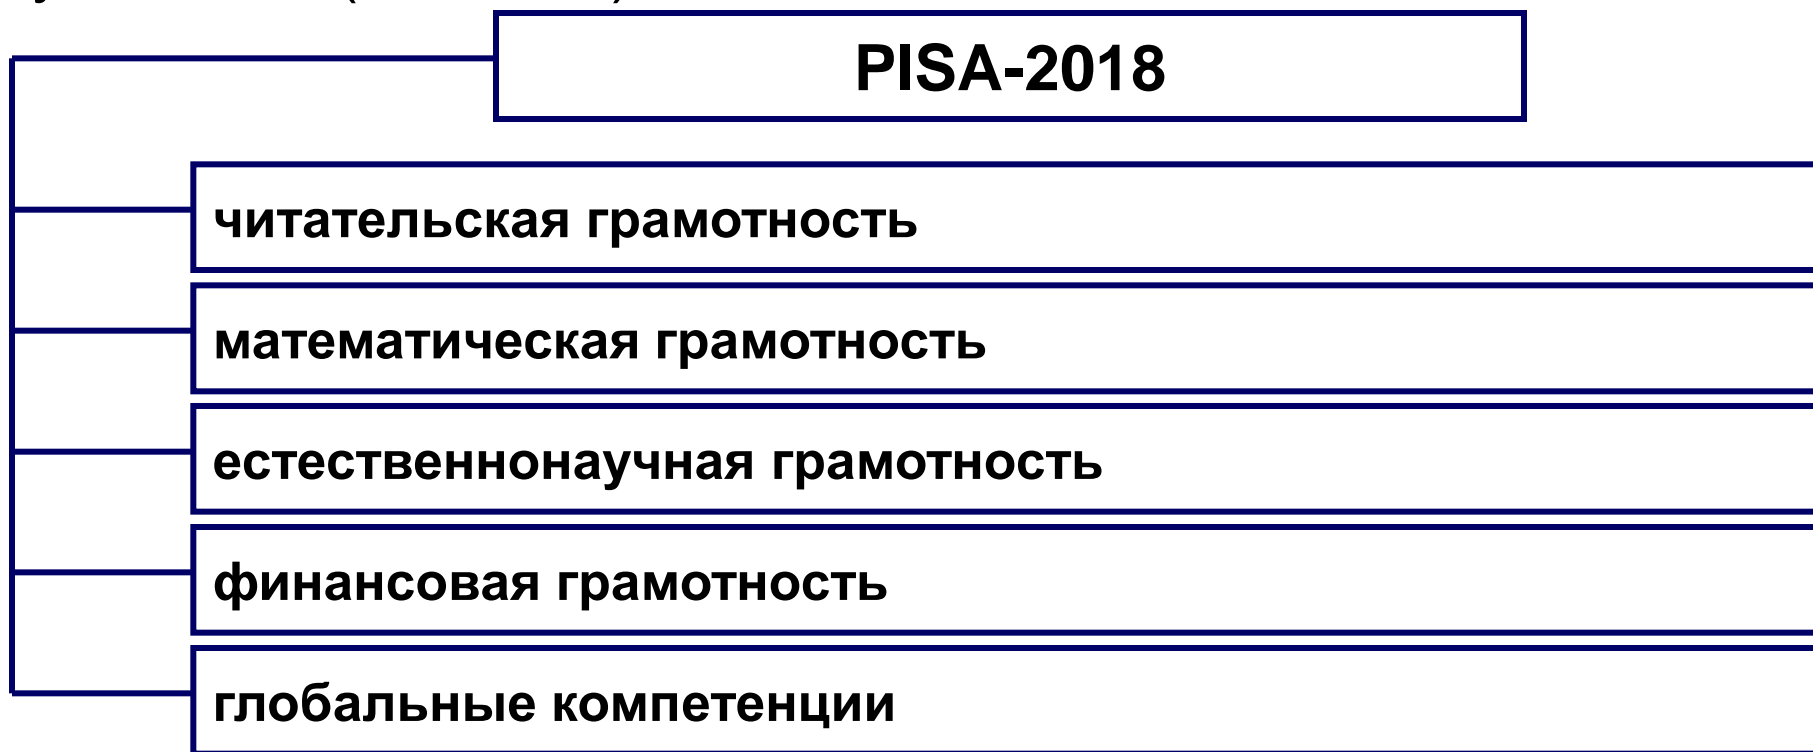 PISA-2018
читательская грамотность
математическая грамотность
естественнонаучная грамотность
финансовая грамотность
глобальные компетенции